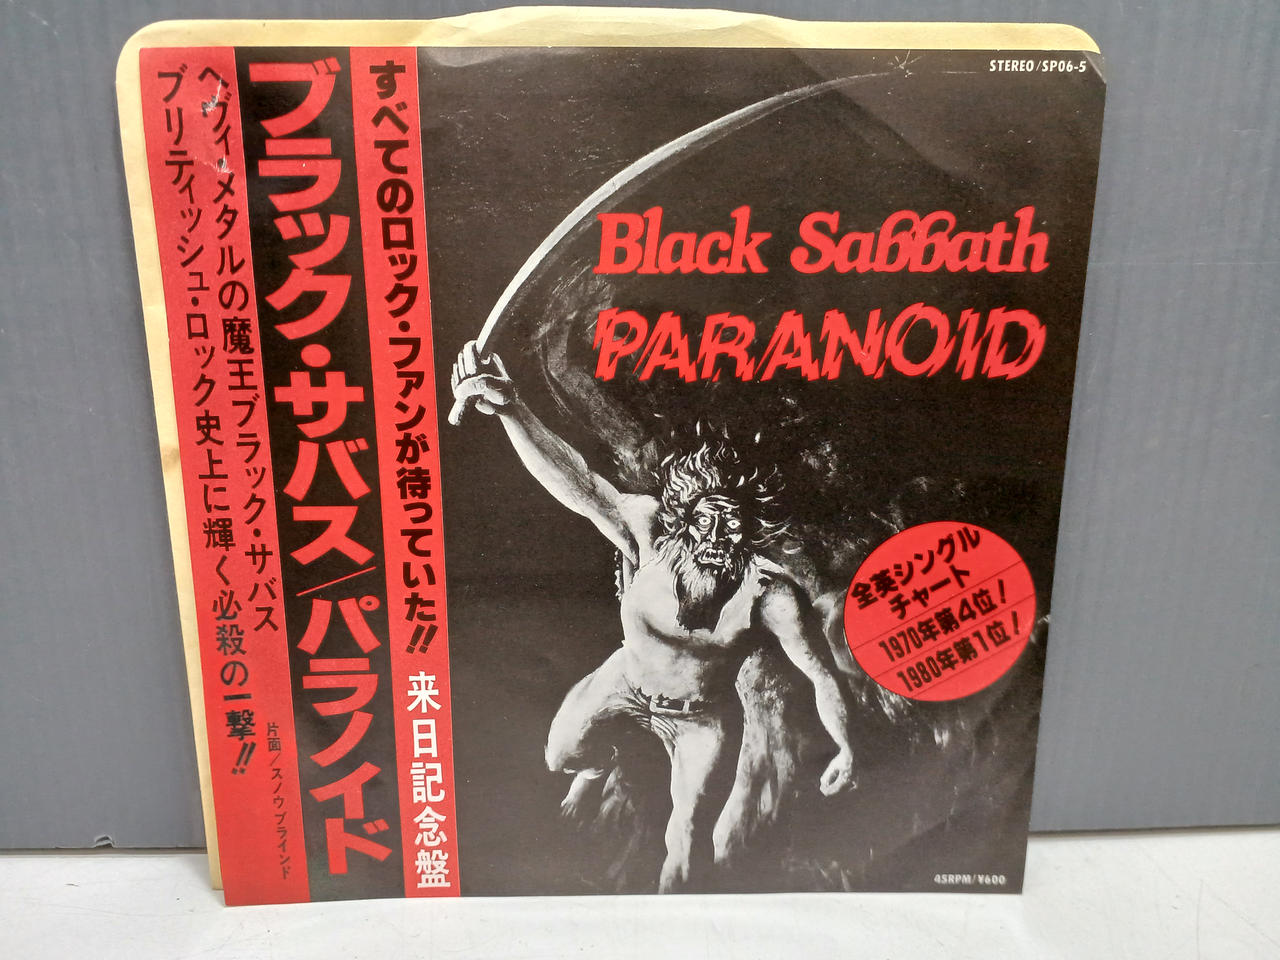 すべてのロック・ファンが待っていた!! 来日記念盤
ブラック・サバス/パラノイド
ヘヴィ・メタルの魔王ブラック・サバス
ブリティッシュ・ロック史上に輝く必殺の一撃!!
片面/スノウブラインド
STEREO/SP06-5
Black Sabbath
PARANOID
全英シングル
チャート
1970年第4位!
1980年第1位!
45RPM/¥600